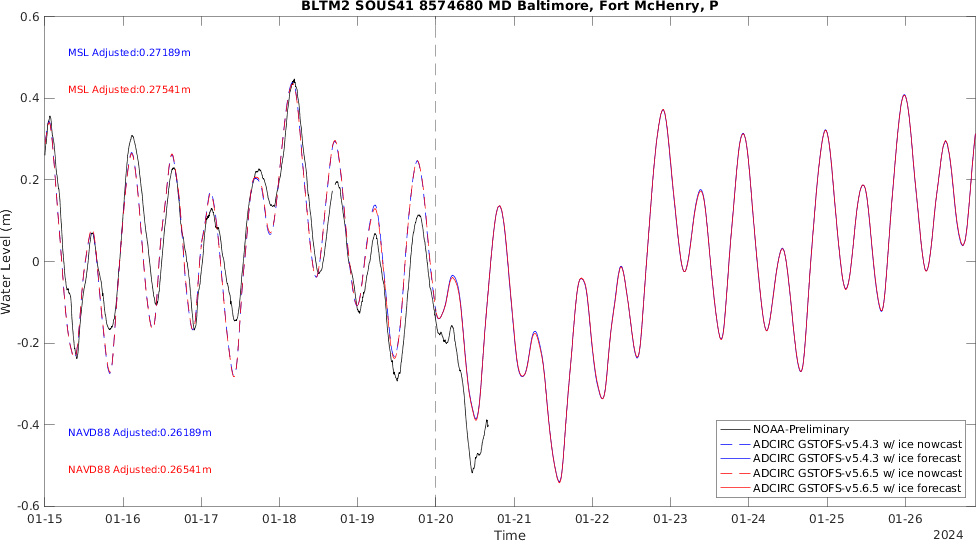 BLTM2 SOUS41 8574680 MD Baltimore, Fort McHenry, P
0.6
0.4
0.2
0
-0.2
-0.4
-0.6
Water Level (m)
MSL Adjusted:0.27189m
MSL Adjusted:0.27541m
NAVD88 Adjusted:0.26189m
NAVD88 Adjusted:0.26541m
NOAA-Preliminary
ADCIRC GSTOFS-v5.4.3 w/ ice nowcast
ADCIRC GSTOFS-v5.4.3 w/ ice forecast
ADCIRC GSTOFS-v5.6.5 w/ ice nowcast
ADCIRC GSTOFS-v5.6.5 w/ ice forecast
01-15 01-16 01-17 01-18 01-19 01-20 01-21 01-22 01-23 01-24 01-25 01-26
Time
2024